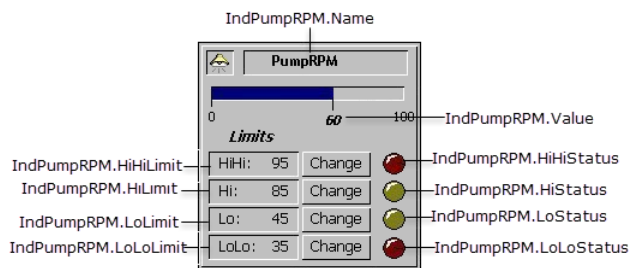 IndPumpRPM.Name
PumpRPM
0 60 100
IndPumpRPM.Value
Limits
IndPumpRPM.HiHiLimit HiHi: 95 Change IndPumpRPM.HiHiStatus
IndPumpRPM.HiLimit Hi: 85 Change IndPumpRPM.HiStatus
IndPumpRPM.LoLimit Lo: 45 Change IndPumpRPM.LoStatus
IndPumpRPM.LoLoLimit LoLo: 35 Change IndPumpRPM.LoLoStatus